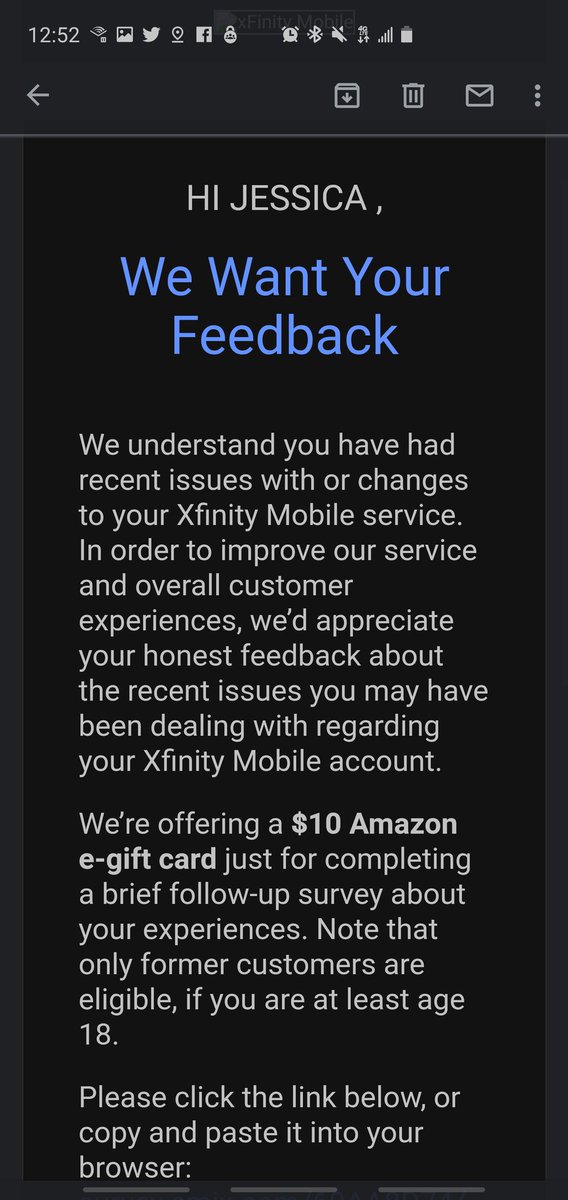 xFinity Mobile
12:52
HI JESSICA ,
We Want Your
Feedback
We understand you have had
recent issues with or changes
to your Xfinity Mobile service.
In order to improve our service
and overall customer
experiences, we’d appreciate
your honest feedback about
the recent issues you may have
been dealing with regarding
your Xfinity Mobile account.
We’re offering a $10 Amazon
e-gift card just for completing
a brief follow-up survey about
your experiences. Note that
only former customers are
eligible, if you are at least age
18.
Please click the link below, or
copy and paste it into your
browser: